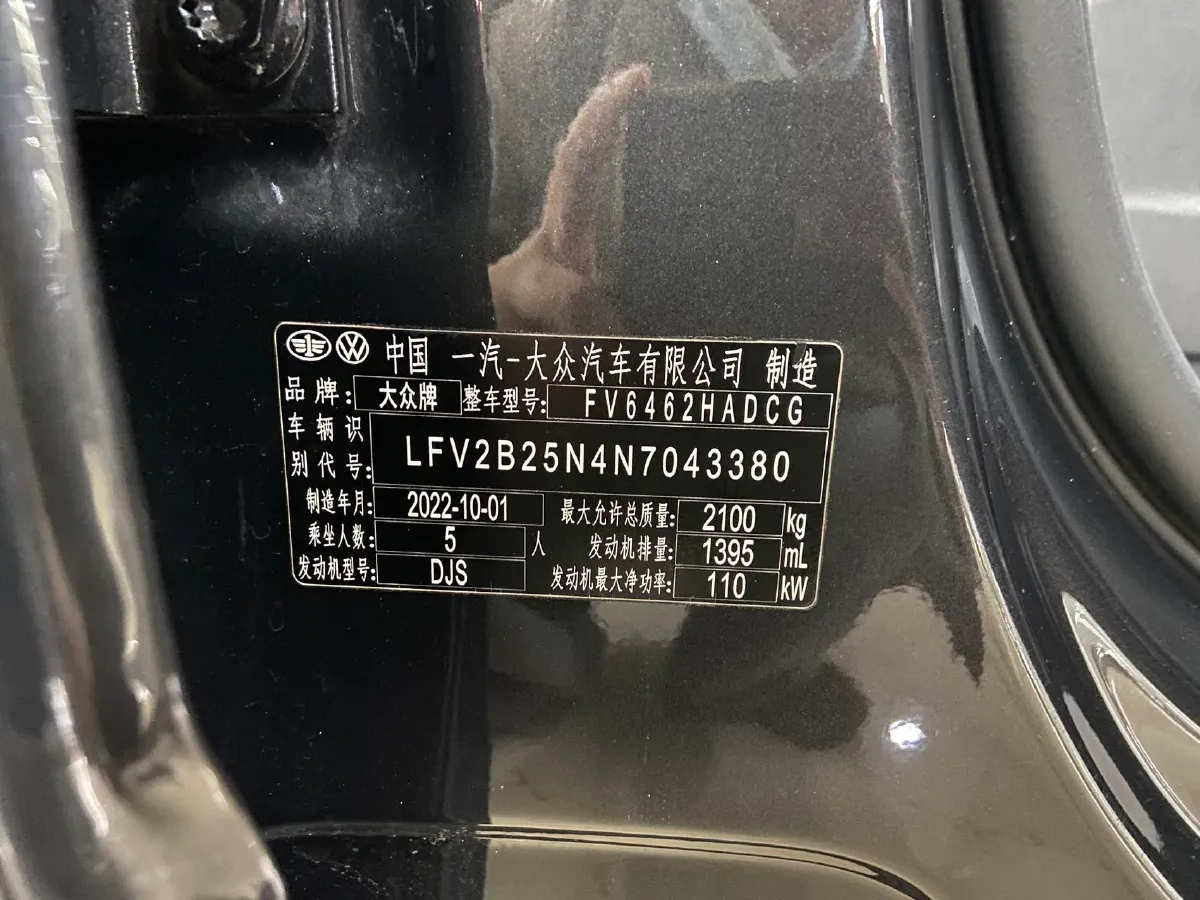 中国 一汽-大众汽车有限公司 制造
品牌: 大众牌 整车型号: FV6462HADCG
车辆识别代号: LFV2B25N4N7043380
制造年月: 2022-10-01 最大允许总质量: 2100 kg
乘坐人数: 5 人 发动机排量: 1395 mL
发动机型号: DJS 发动机最大净功率: 110 kW